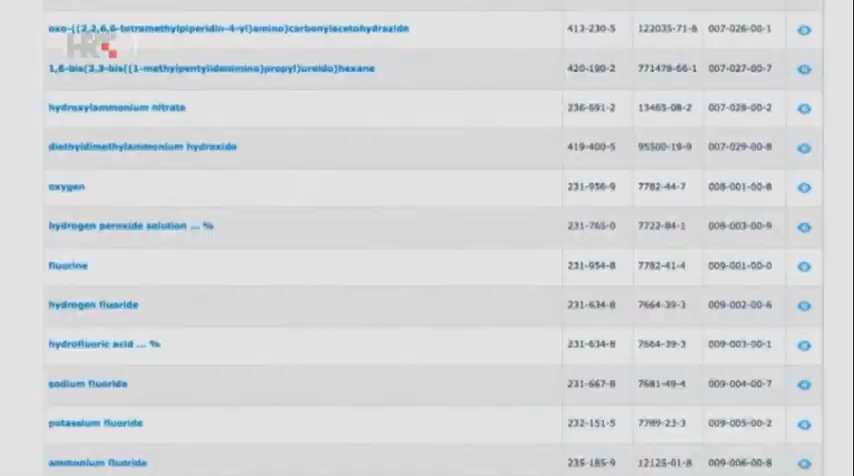 oxo-((2,2,6,6-tetramethylpiperidin-4-yl)amino)carbonylacetohydrazide 413-230-5 122035-71-6 007-026-00-1
HRT
1,6-bis(3,3-bis((1-methylpentylidenimino)propyl)ureido)hexane 420-190-2 771478-66-1 007-027-00-7
hydroxylammonium nitrate 236-691-2 13465-08-2 007-028-00-2
diethyldimethylammonium hydroxide 419-400-5 95500-19-9 007-029-00-8
oxygen 231-956-9 7782-44-7 008-001-00-8
hydrogen peroxide solution ... % 231-765-0 7722-84-1 008-003-00-9
fluorine 231-954-8 7782-41-4 009-001-00-0
hydrogen fluoride 231-634-8 7664-39-3 009-002-00-6
hydrofluoric acid ... % 231-634-8 7664-39-3 009-003-00-1
sodium fluoride 231-667-8 7681-49-4 009-004-00-7
potassium fluoride 232-151-5 7789-23-3 009-005-00-2
ammonium fluoride 235-185-9 12125-01-8 009-006-00-8